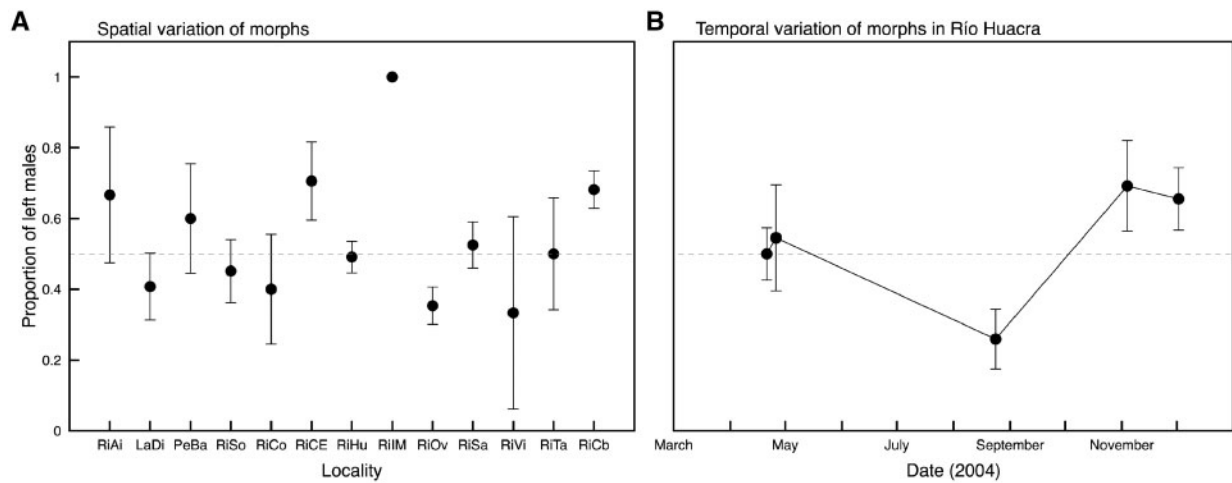 A Spatial variation of morphs
Proportion of left males
1
0.8
0.6
0.4
0.2
0
RiAi LaDi PeBa RiSo RiCo RiCE RiHu RiIM RiOv RiSa RiVi RiTa RiCb
Locality
B Temporal variation of morphs in Río Huacra
March May July September November
Date (2004)